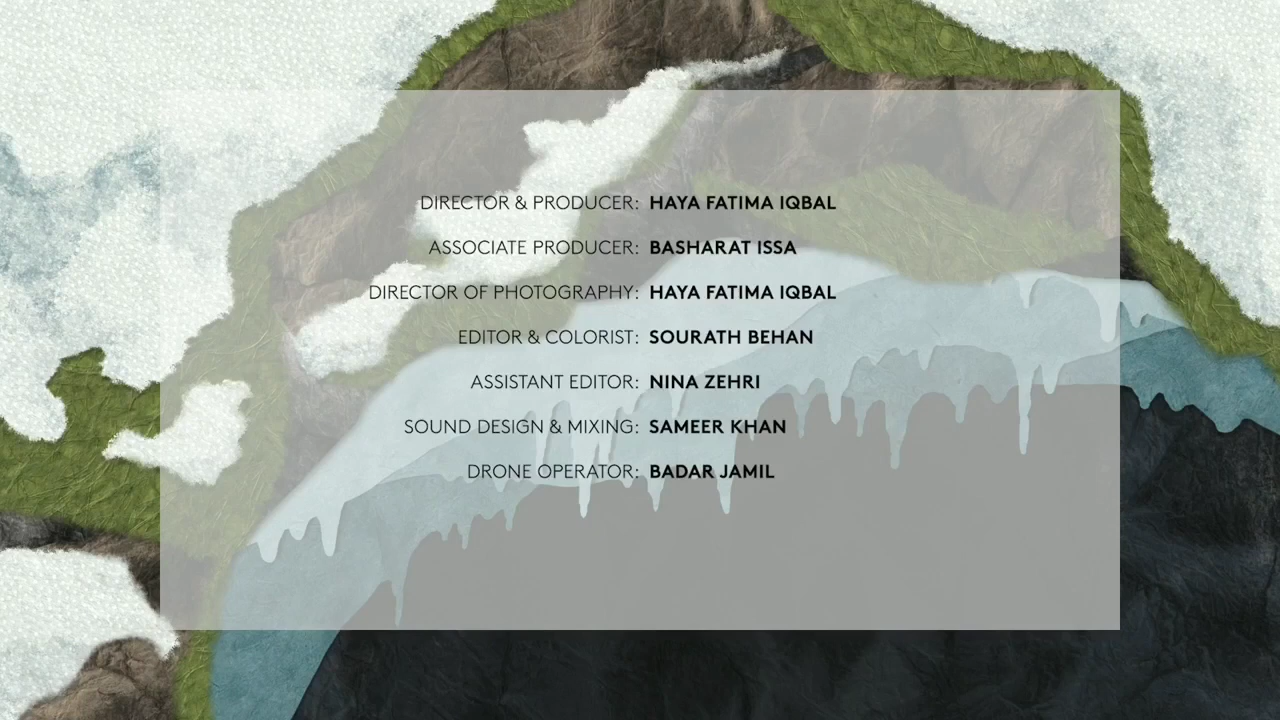 DIRECTOR & PRODUCER: HAYA FATIMA IQBAL
ASSOCIATE PRODUCER: BASHARAT ISSA
DIRECTOR OF PHOTOGRAPHY: HAYA FATIMA IQBAL
EDITOR & COLORIST: SOURATH BEHAN
ASSISTANT EDITOR: NINA ZEHRI
SOUND DESIGN & MIXING: SAMEER KHAN
DRONE OPERATOR: BADAR JAMIL